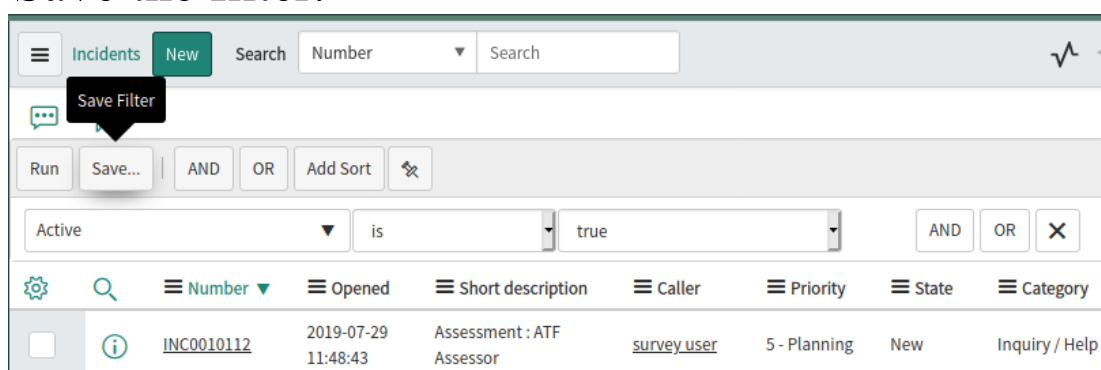 Incidents New Search Number Search
Save Filter
Run Save... AND OR Add Sort
Active is true AND OR
Number Opened Short description Caller Priority State Category
INC0010112 2019-07-29 11:48:43 Assessment : ATF Assessor survey user 5 - Planning New Inquiry / Help